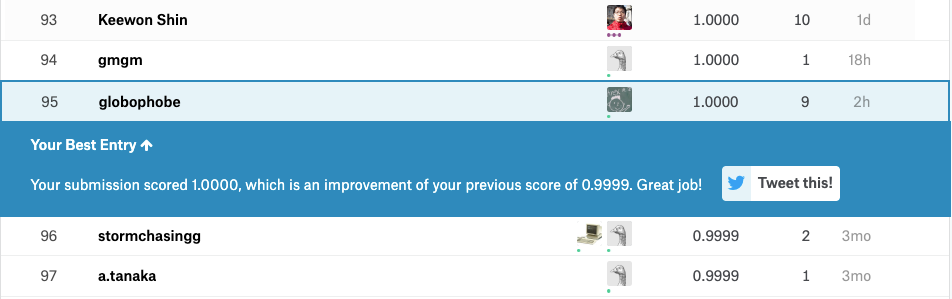 93 Keewon Shin 1.0000 10 1d
94 gmgm 1.0000 1 18h
95 globophobe 1.0000 9 2h
Your Best Entry ↑
Your submission scored 1.0000, which is an improvement of your previous score of 0.9999. Great job! Tweet this!
96 stormchasingg 0.9999 2 3mo
97 a.tanaka 0.9999 1 3mo